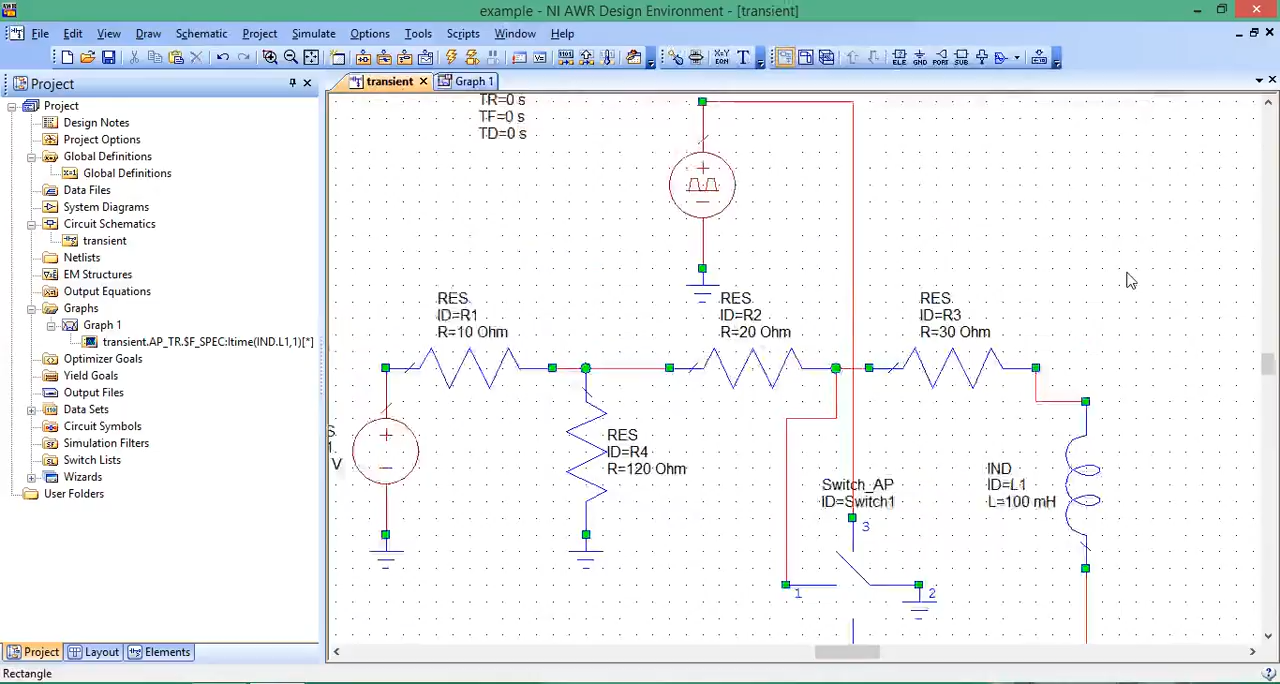 example - NI AWR Design Environment - [transient]
File Edit View Draw Schematic Project Simulate Options Tools Scripts Window Help
Project
transient
Graph 1
Project
Design Notes
Project Options
Global Definitions
Global Definitions
Data Files
System Diagrams
Circuit Schematics
transient
Netlists
EM Structures
Output Equations
Graphs
Graph 1
transient.AP_TR.$F_SPEC:Itime(IND.L1,1)[*]
Optimizer Goals
Yield Goals
Output Files
Data Sets
Circuit Symbols
Simulation Filters
Switch Lists
Wizards
User Folders
TR=0 s
TF=0 s
TD=0 s
RES
ID=R1
R=10 Ohm
RES
ID=R2
R=20 Ohm
RES
ID=R3
R=30 Ohm
RES
ID=R4
R=120 Ohm
V
Switch_AP
ID=Switch1
3
1
2
IND
ID=L1
L=100 mH
Project Layout Elements
Rectangle